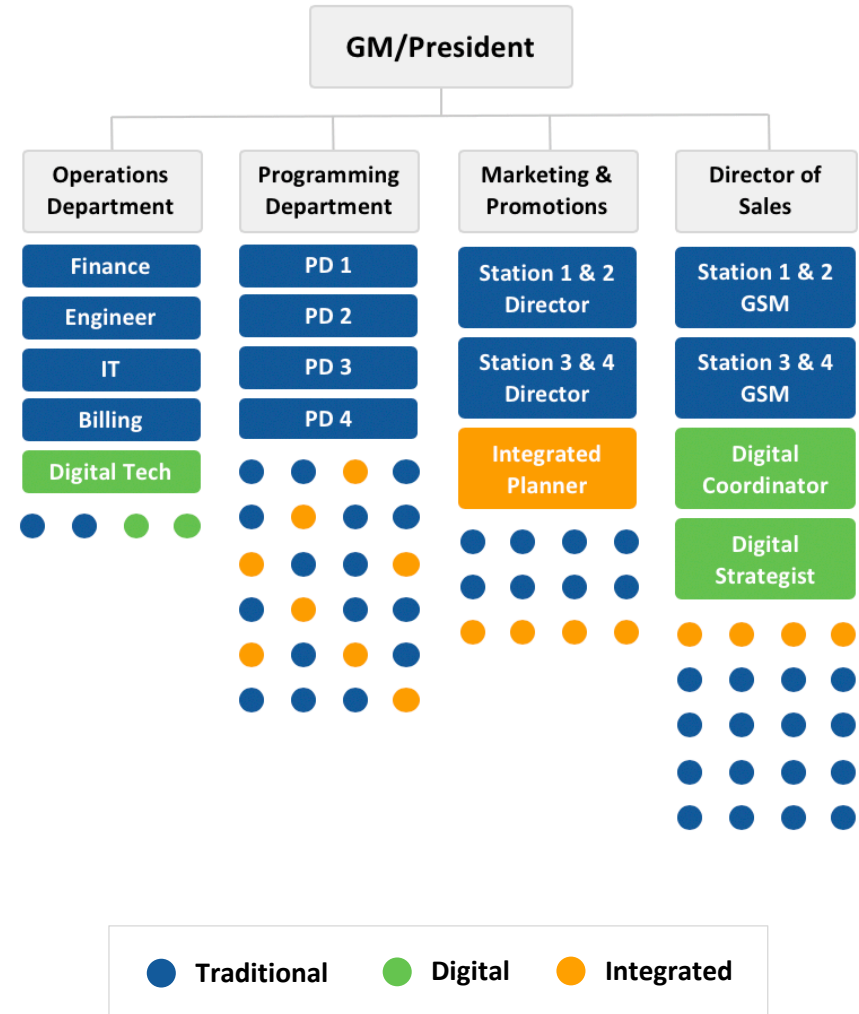 GM/President
Operations
Department
Finance
Engineer
IT
Billing
Digital Tech
Programming
Department
PD 1
PD 2
PD 3
PD 4
Marketing &
Promotions
Station 1 & 2
Director
Station 3 & 4
Director
Integrated
Planner
Director of
Sales
Station 1 & 2
GSM
Station 3 & 4
GSM
Digital
Coordinator
Digital
Strategist
Traditional
Digital
Integrated